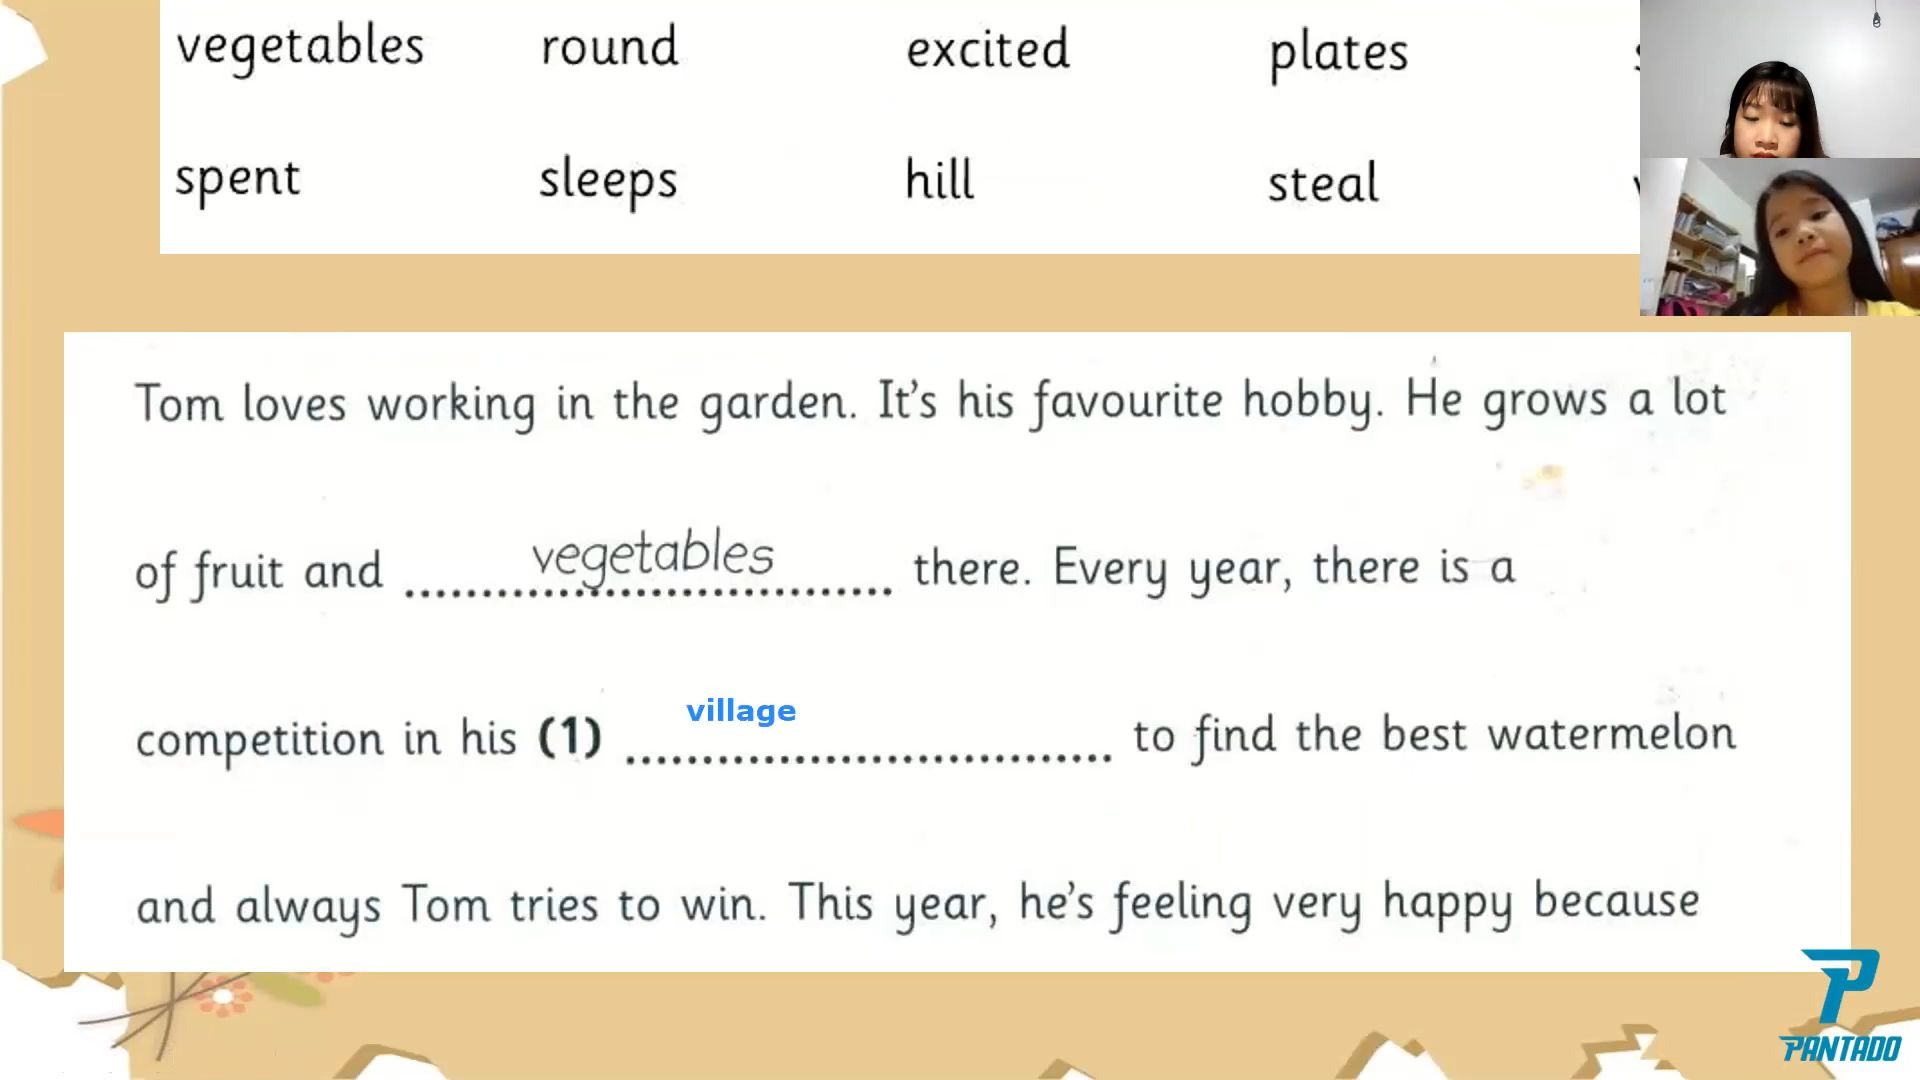 vegetables round excited plates
spent sleeps hill steal
Tom loves working in the garden. It's his favourite hobby. He grows a lot
of fruit and vegetables there. Every year, there is a
competition in his (1) village to find the best watermelon
and always Tom tries to win. This year, he's feeling very happy because
PANTADO